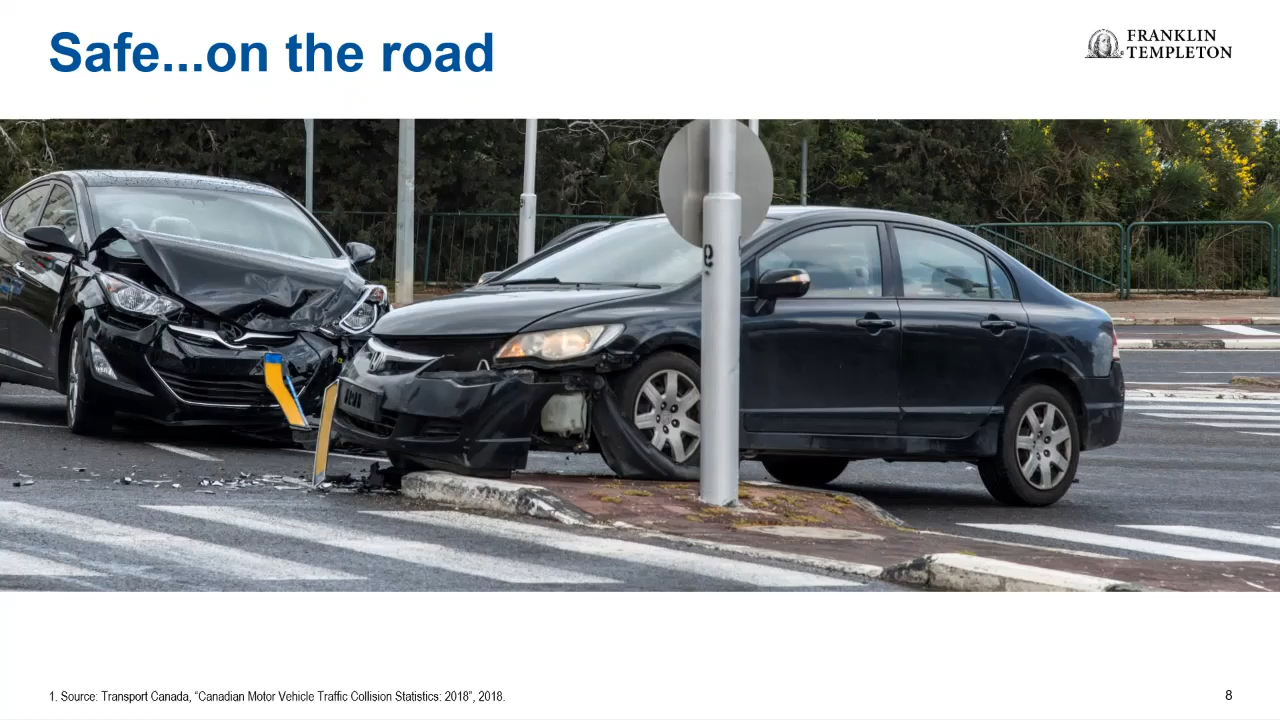 Safe...on the road
FRANKLIN
TEMPLETON
1. Source: Transport Canada, “Canadian Motor Vehicle Traffic Collision Statistics: 2018”, 2018.
8